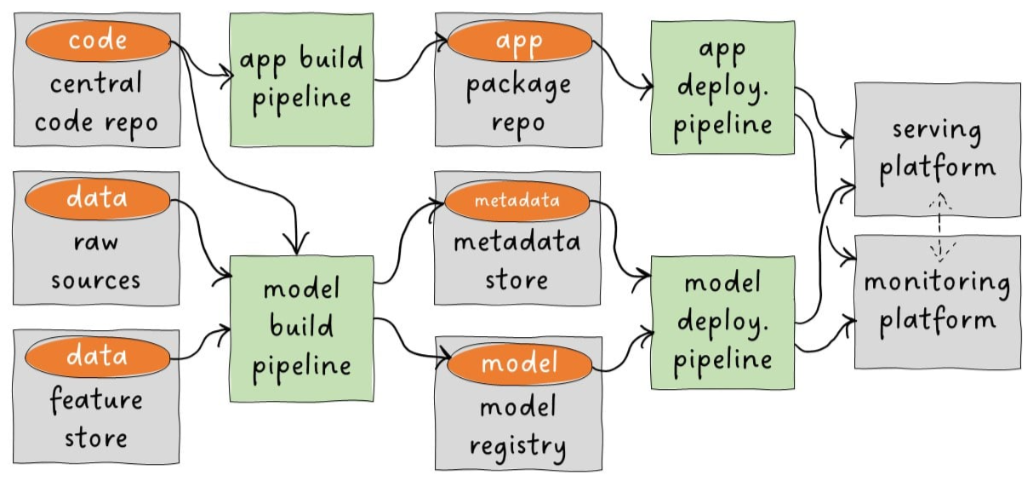 code
central
code repo
app build
pipeline
app
package
repo
app
deploy.
pipeline
serving
platform
data
raw
sources
metadata
metadata
store
model
build
pipeline
model
deploy.
pipeline
monitoring
platform
data
feature
store
model
model
registry